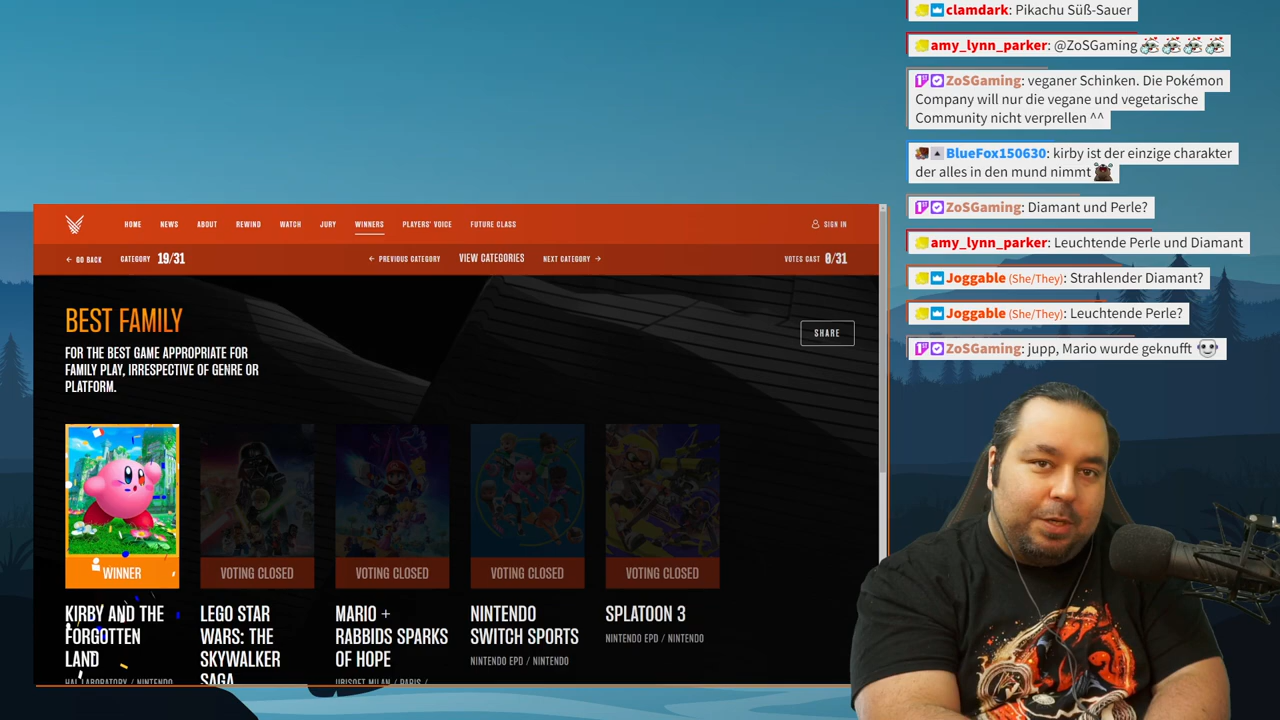 clamdark: Pikachu Süß-Sauer
amy_lynn_parker: @ZoSGaming
ZoSGaming: veganer Schinken. Die Pokémon
Company will nur die vegane und vegetarische
Community nicht verprellen ^^
BlueFox150630: kirby ist der einzige charakter
der alles in den mund nimmt
ZoSGaming: Diamant und Perle?
amy_lynn_parker: Leuchtende Perle und Diamant
Joggable (She/They): Strahlender Diamant?
Joggable (She/They): Leuchtende Perle?
ZoSGaming: jupp, Mario wurde geknufft
HOME NEWS ABOUT REWIND WATCH JURY WINNERS PLAYERS' VOICE FUTURE CLASS SIGN IN
← GO BACK CATEGORY 19/31 ← PREVIOUS CATEGORY VIEW CATEGORIES NEXT CATEGORY → VOTES CAST 0/31
BEST FAMILY
SHARE
FOR THE BEST GAME APPROPRIATE FOR
FAMILY PLAY, IRRESPECTIVE OF GENRE OR
PLATFORM.
WINNER
VOTING CLOSED
VOTING CLOSED
VOTING CLOSED
VOTING CLOSED
KIRBY AND THE
FORGOTTEN
LAND
HAL LABORATORY / NINTENDO
LEGO STAR
WARS: THE
SKYWALKER
SAGA
MARIO +
RABBIDS SPARKS
OF HOPE
UBISOFT MILAN / PARIS /
NINTENDO
SWITCH SPORTS
NINTENDO EPD / NINTENDO
SPLATOON 3
NINTENDO EPD / NINTENDO